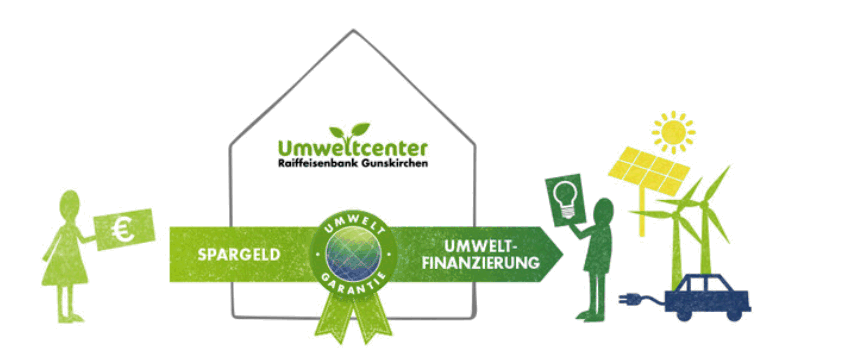 Umweltcenter
Raiffeisenbank Gunskirchen
€
SPARGELD
UMWELT
GARANTIE
UMWELT-
FINANZIERUNG